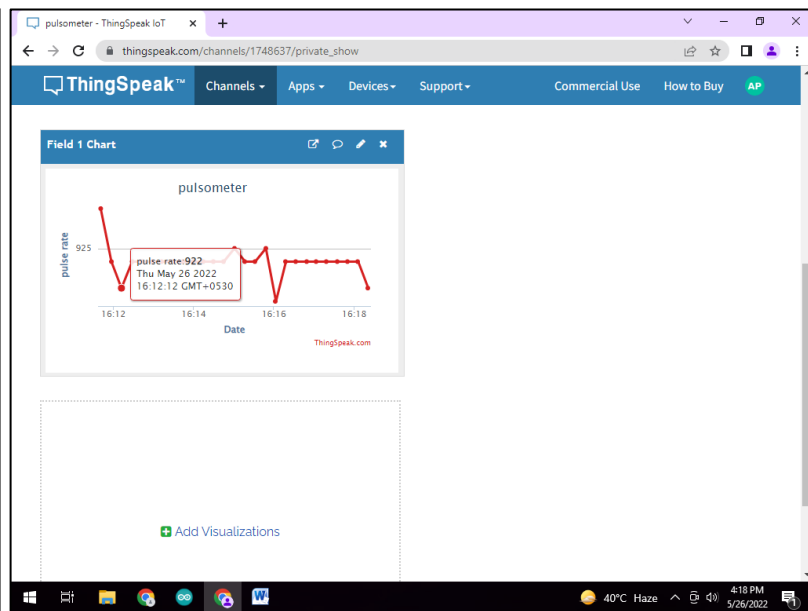 pulsometer - ThingSpeak IoT
thingspeak.com/channels/1748637/private_show
ThingSpeak™ Channels Apps Devices Support Commercial Use How to Buy AP
Field 1 Chart
pulsometer
pulse rate
925
pulse rate:922
Thu May 26 2022
16:12:12 GMT+0530
16:12 16:14 16:16 16:18
Date
ThingSpeak.com
Add Visualizations
40°C Haze
4:18 PM
5/26/2022